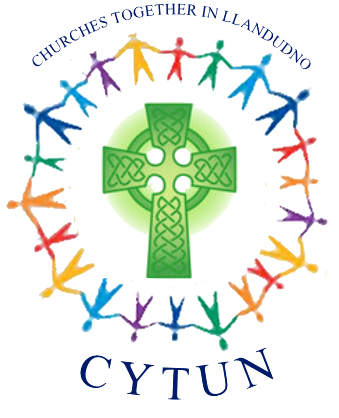 CHURCHES TOGETHER IN LLANDUDNO
CYTUN